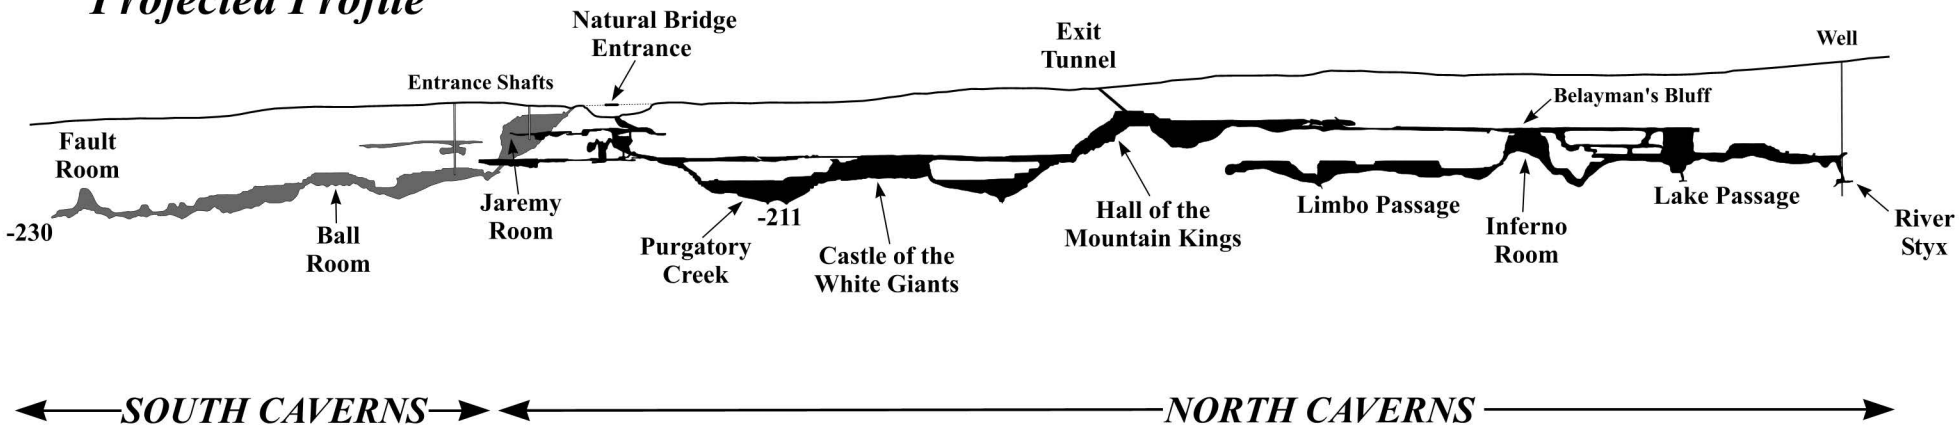 Projected Profile
Natural Bridge
Entrance
Exit
Tunnel
Well
Entrance Shafts
Belayman's Bluff
Fault
Room
Jaremy
Room
-211
Limbo Passage
Lake Passage
Hall of the
Mountain Kings
Inferno
Room
River
Styx
-230
Ball
Room
Purgatory
Creek
Castle of the
White Giants
SOUTH CAVERNS
NORTH CAVERNS